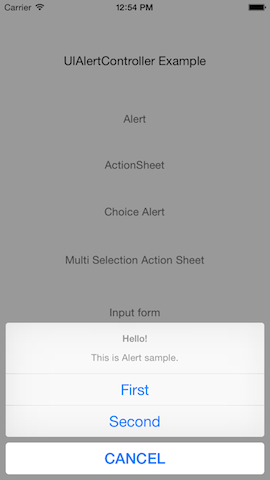 Carrier 12:54 PM
UIAlertController Example
Alert
ActionSheet
Choice Alert
Multi Selection Action Sheet
Input form
Hello!
This is Alert sample.
First
Second
CANCEL